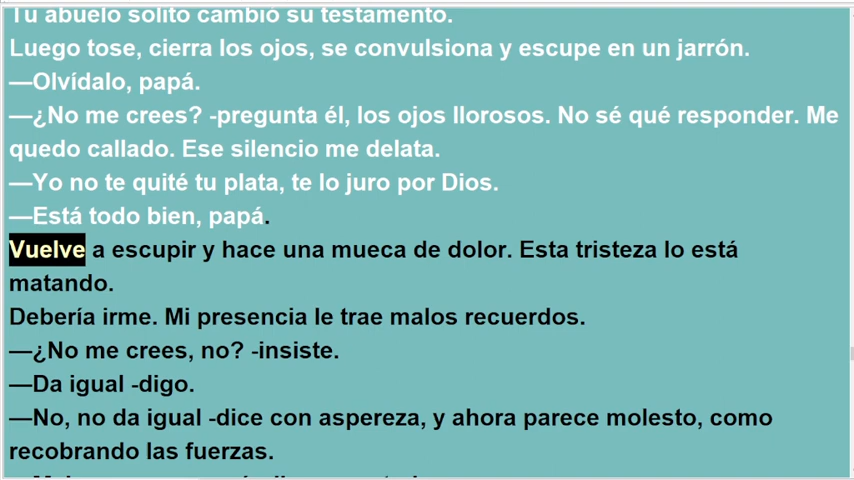 Tu abuelo solito cambió su testamento.
Luego tose, cierra los ojos, se convulsiona y escupe en un jarrón.
—Olvídalo, papá.
—¿No me crees? -pregunta él, los ojos llorosos. No sé qué responder. Me
quedo callado. Ese silencio me delata.
—Yo no te quité tu plata, te lo juro por Dios.
—Está todo bien, papá.
Vuelve a escupir y hace una mueca de dolor. Esta tristeza lo está
matando.
Debería irme. Mi presencia le trae malos recuerdos.
—¿No me crees, no? -insiste.
—Da igual -digo.
—No, no da igual -dice con aspereza, y ahora parece molesto, como
recobrando las fuerzas.